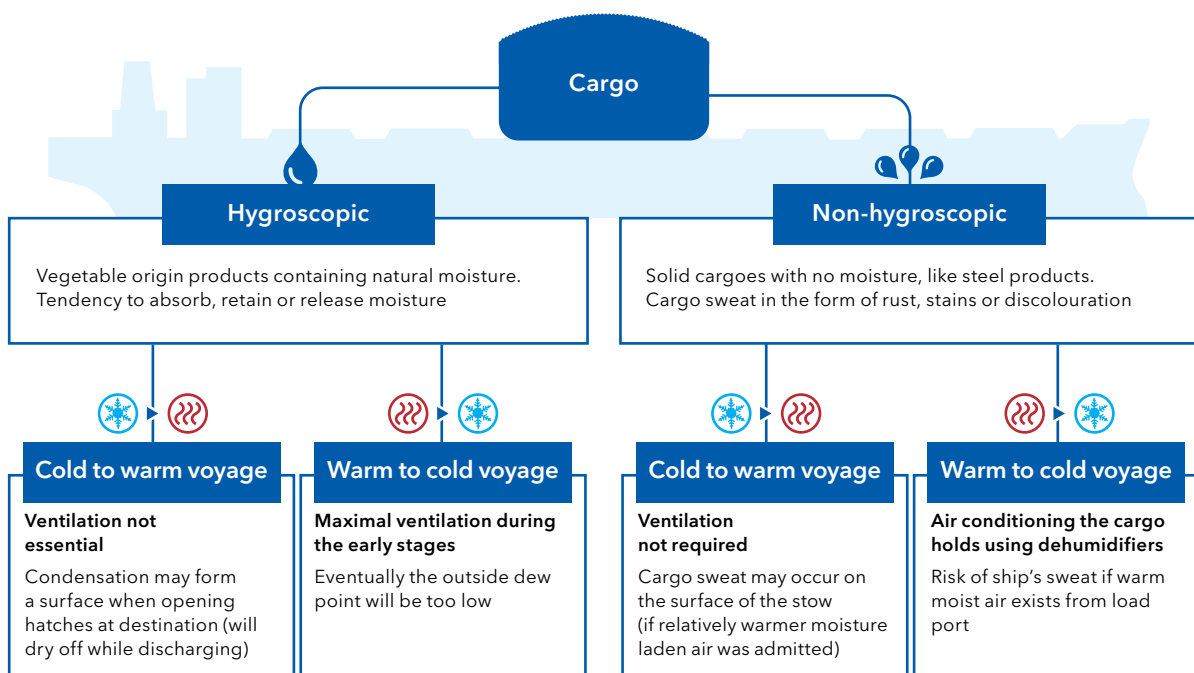 Cargo
Hygroscopic
Vegetable origin products containing natural moisture.
Tendency to absorb, retain or release moisture
Non-hygroscopic
Solid cargoes with no moisture, like steel products.
Cargo sweat in the form of rust, stains or discolouration
Cold to warm voyage
Ventilation not
essential
Condensation may form
a surface when opening
hatches at destination (will
dry off while discharging)
Warm to cold voyage
Maximal ventilation during
the early stages
Eventually the outside dew
point will be too low
Cold to warm voyage
Ventilation
not required
Cargo sweat may occur on
the surface of the stow
(if relatively warmer moisture
laden air was admitted)
Warm to cold voyage
Air conditioning the cargo
holds using dehumidifiers
Risk of ship's sweat if warm
moist air exists from load
port